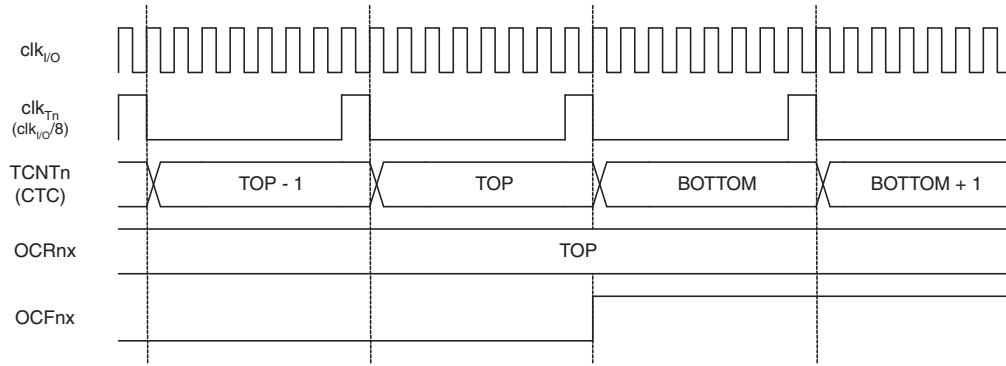 clkI/O
clkTn
(clkI/O/8)
TCNTn
(CTC)
TOP - 1
TOP
BOTTOM
BOTTOM + 1
OCRnx
TOP
OCFnx